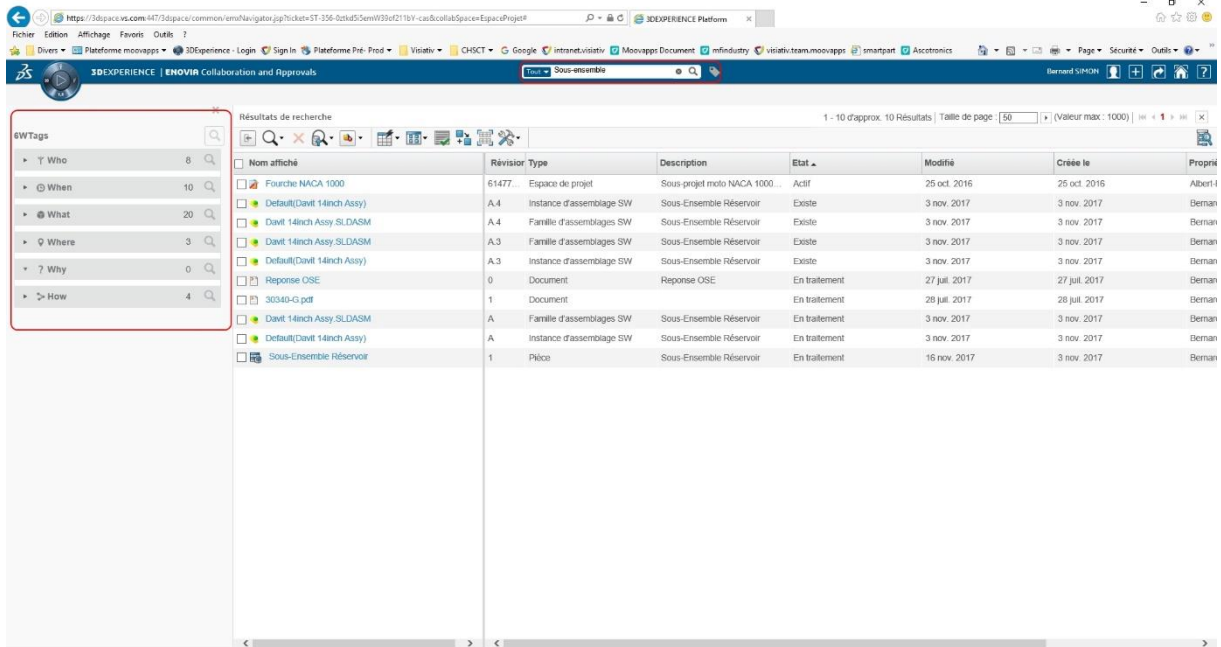 https://3dspace.vs.com:447/3dspace/common/emxNavigator.jsp?ticket=ST-356-0ztkd5i5emW39of211bY-cas&collabSpace=EspaceProjet# 3DEXPERIENCE Platform
Fichier Edition Affichage Favoris Outils ?
Divers Plateforme moovapps 3DExperience - Login Sign In Plateforme Pré- Prod Visiativ CHSCT Google intranet.visiativ Moovapps Document mfindustry visiativ.team.moovapps smartpart Ascotronics Page Sécurité Outils
3DEXPERIENCE | ENOVIA Collaboration and Approvals Tout Sous-ensemble Bernard SIMON
Résultats de recherche 1 - 10 d'approx. 10 Résultats Taille de page : 50 (Valeur max : 1000) 1
6WTags
Nom affiché Révision Type Description Etat Modifié Créée le Proprié
Who 8
When 10
What 20
Where 3
? Why 0
How 4
Fourche NACA 1000 61477... Espace de projet Sous-projet moto NACA 1000... Actif 25 oct. 2016 25 oct. 2016 Albert-
Default(Davit 14inch Assy) A.4 Instance d'assemblage SW Sous-Ensemble Réservoir Existe 3 nov. 2017 3 nov. 2017 Bernar
Davit 14inch Assy.SLDASM A.4 Famille d'assemblages SW Sous-Ensemble Réservoir Existe 3 nov. 2017 3 nov. 2017 Bernar
Davit 14inch Assy.SLDASM A.3 Famille d'assemblages SW Sous-Ensemble Réservoir Existe 3 nov. 2017 3 nov. 2017 Bernar
Default(Davit 14inch Assy) A.3 Instance d'assemblage SW Sous-Ensemble Réservoir Existe 3 nov. 2017 3 nov. 2017 Bernar
Reponse OSE 0 Document Reponse OSE En traitement 27 juil. 2017 27 juil. 2017 Bernar
30340-G.pdf 1 Document En traitement 28 juil. 2017 28 juil. 2017 Bernar
Davit 14inch Assy.SLDASM A Famille d'assemblages SW Sous-Ensemble Réservoir En traitement 3 nov. 2017 3 nov. 2017 Bernar
Default(Davit 14inch Assy) A Instance d'assemblage SW Sous-Ensemble Réservoir En traitement 3 nov. 2017 3 nov. 2017 Bernar
Sous-Ensemble Réservoir 1 Pièce Sous-Ensemble Réservoir En traitement 16 nov. 2017 3 nov. 2017 Bernar